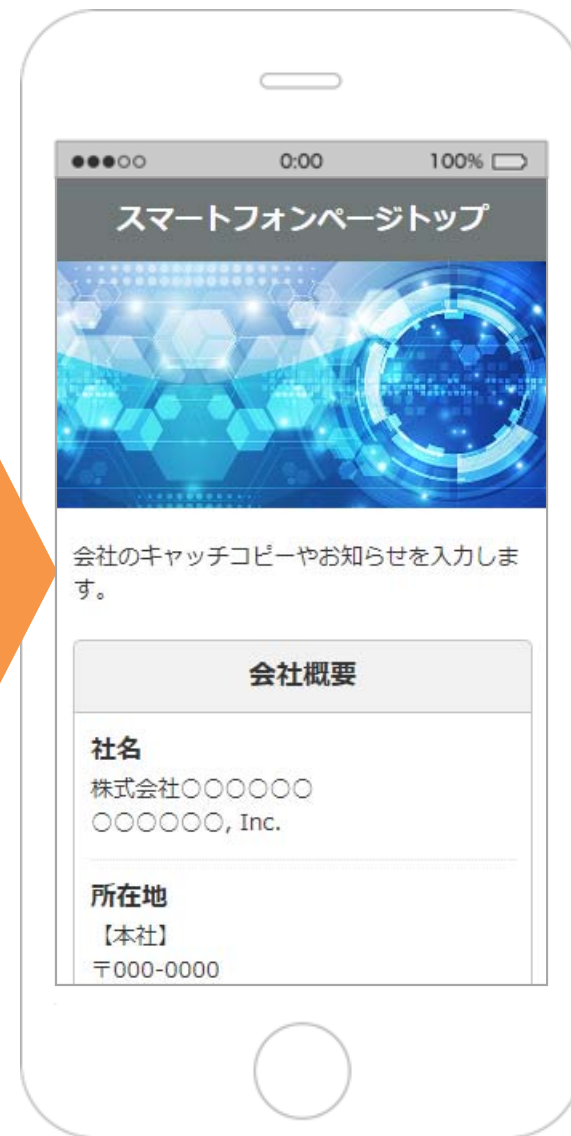 ●●●○○ 0:00 100%
スマートフォンページトップ
会社のキャッチコピーやお知らせを入力しま
す。
会社概要
社名
株式会社○○○○○○
○○○○○○, Inc.
所在地
【本社】
〒000-0000